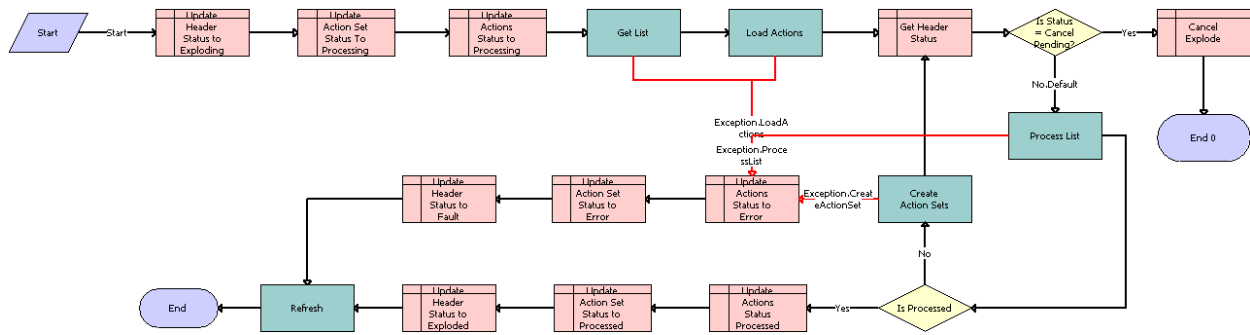 Start
Start
Update
Header
Status to
Exploding
Update
Action Set
Status To
Processing
Update
Actions
Status to
Processing
Get List
Load Actions
Get Header
Status
Is Status
= Cancel
Pending?
Yes
Cancel
Explode
No.Default
Exception.LoadA
ctions
Exception.Proce
ssList
Process List
End 0
Update
Header
Status to
Fault
Update
Action Set
Status to
Error
Update
Actions
Status to
Error
Exception.Creat
eActionSet
Create
Action Sets
No
End
Refresh
Update
Header
Status to
Exploded
Update
Action Set
Status to
Processed
Update
Actions
Status
Processed
Yes
Is Processed